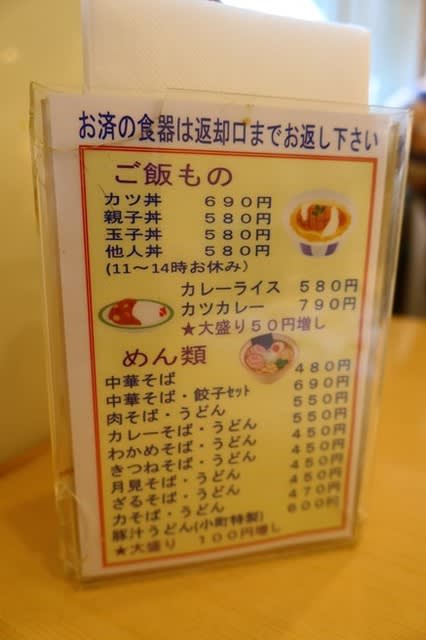 お済の食器は返却口までお返し下さい
ご飯もの
カツ丼 690円
親子丼 580円
玉子丼 580円
他人丼 580円
(11～14時お休み)
カレーライス 580円
カツカレー 790円
★大盛り50円増し
めん類
中華そば 480円
中華そば・餃子ｾｯﾄ 690円
肉そば・うどん 550円
カレーそば・うどん 550円
わかめそば・うどん 450円
きつねそば・うどん 450円
月見そば・うどん 450円
ざるそば・うどん 450円
力そば・うどん 470円
豚汁うどん(小町特製) 600円
★大盛り 100円増し